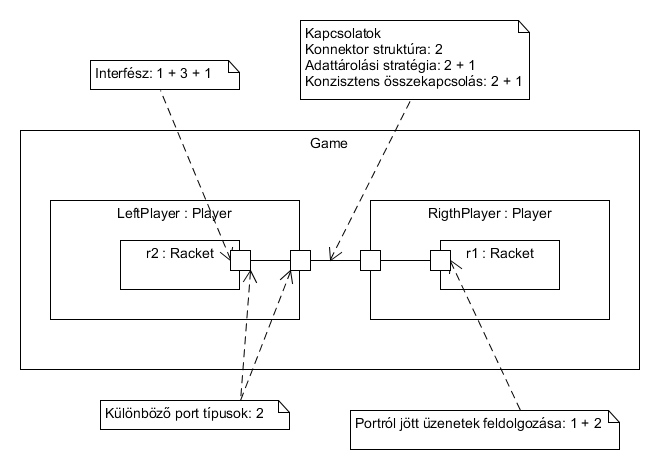 Kapcsolatok
Konnektor struktúra: 2
Adattárolási stratégia: 2 + 1
Konzisztens összekapcsolás: 2 + 1
Interfész: 1 + 3 + 1
Game
LeftPlayer : Player
RigthPlayer : Player
r2 : Racket
r1 : Racket
Különböző port típusok: 2
Portról jött üzenetek feldolgozása: 1 + 2